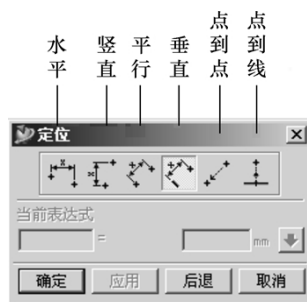 水平
竖直
平行
垂直
点到点
点到线
定位
当前表达式
=
mm
确定
应用
后退
取消